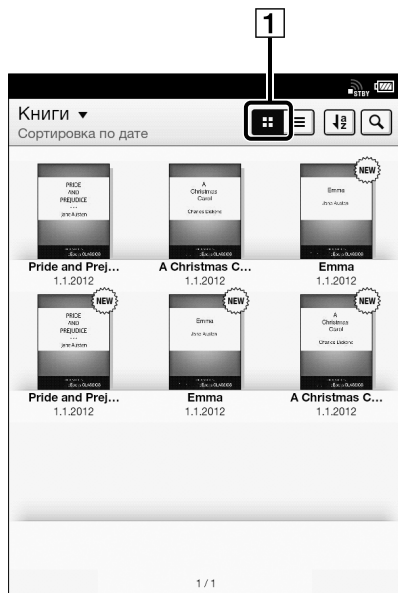 1
STBY
Книги
Сортировка по дате
A Z
PRIDE
AND
PREJUDICE
Jane Austen
A
Christmas
Carol
Charles Dickens
NEW
Emma
Jane Austen
Pride and Prej...
A Christmas C...
Emma
1.1.2012
1.1.2012
1.1.2012
NEW
PRIDE
AND
PREJUDICE
Jane Austen
NEW
Emma
Jane Austen
NEW
A
Christmas
Carol
Charles Dickens
Pride and Prej...
Emma
A Christmas C...
1.1.2012
1.1.2012
1.1.2012
1 / 1